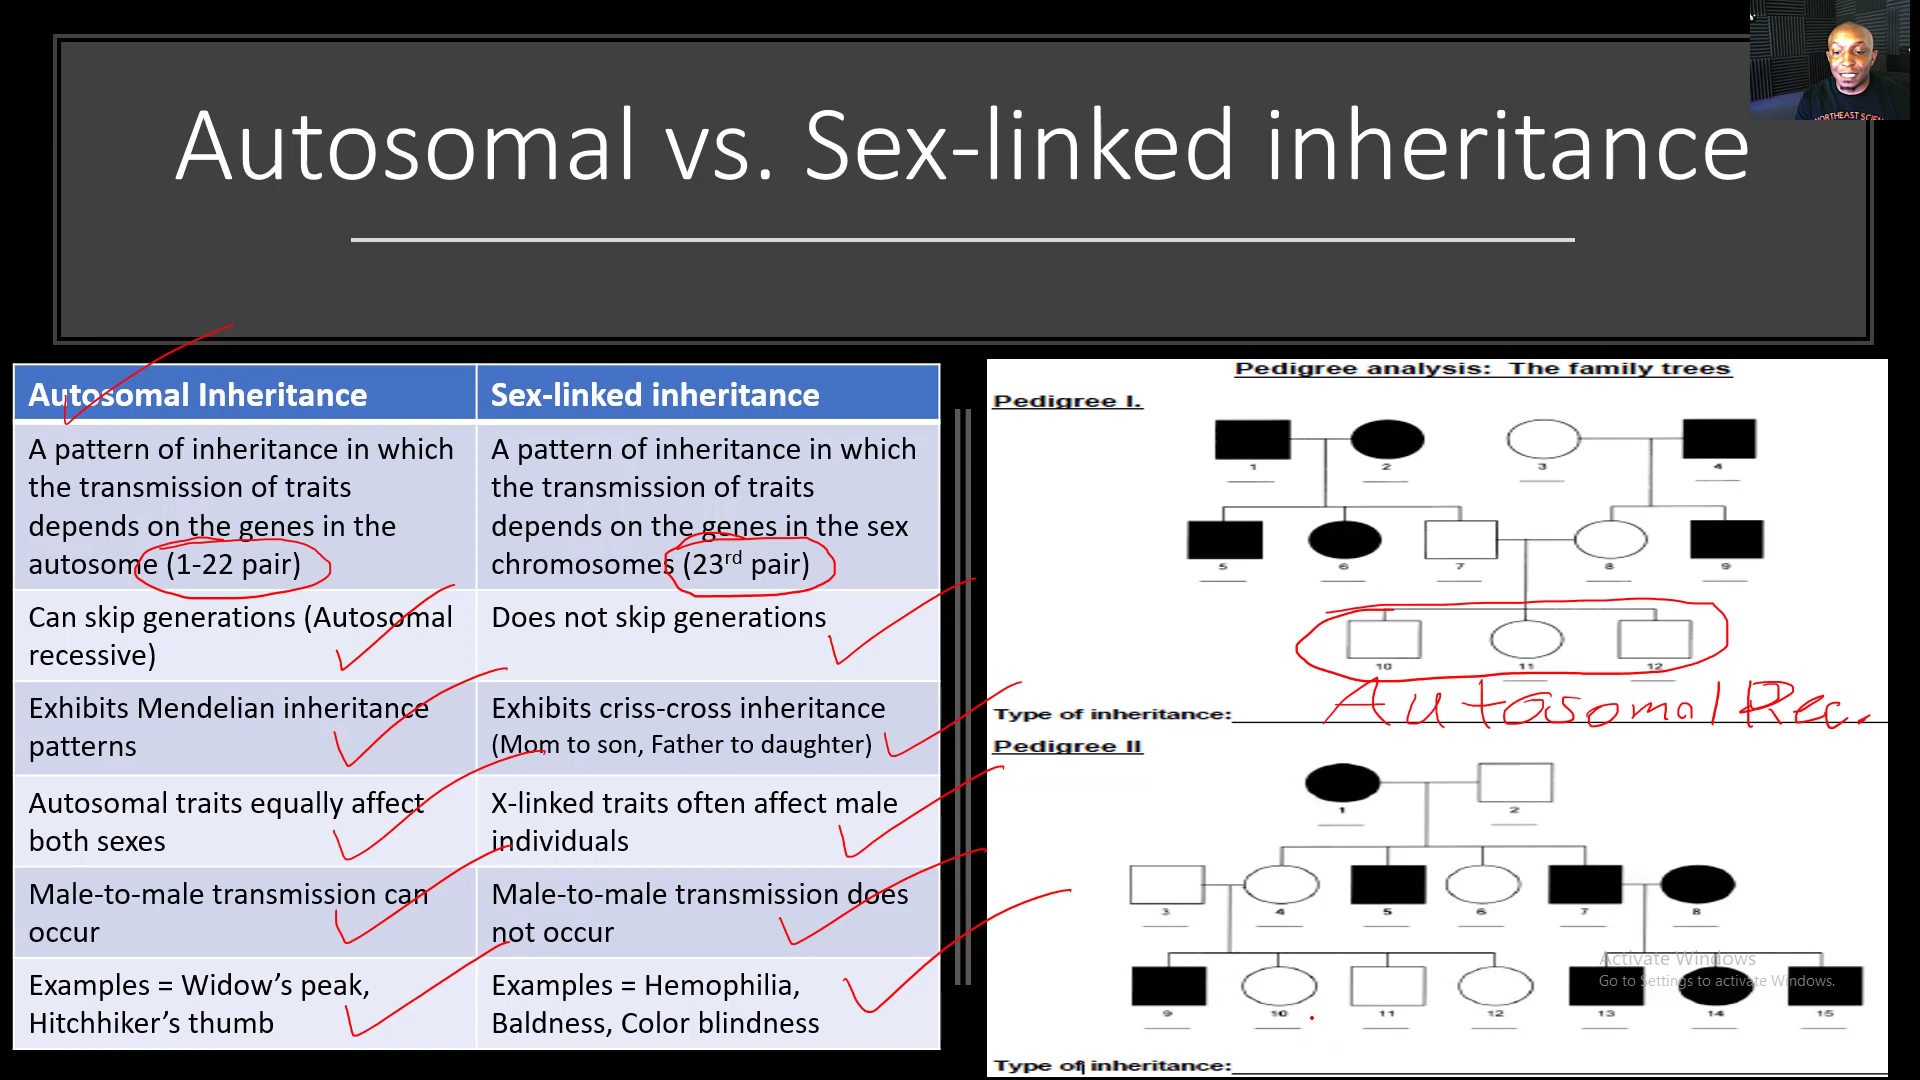 Autosomal vs. Sex-linked inheritance
Autosomal Inheritance
Sex-linked inheritance
A pattern of inheritance in which
the transmission of traits
depends on the genes in the
autosome (1-22 pair)
A pattern of inheritance in which
the transmission of traits
depends on the genes in the sex
chromosomes (23rd pair)
Can skip generations (Autosomal
recessive)
Does not skip generations
Exhibits Mendelian inheritance
patterns
Exhibits criss-cross inheritance
(Mom to son, Father to daughter)
Autosomal traits equally affect
both sexes
X-linked traits often affect male
individuals
Male-to-male transmission can
occur
Male-to-male transmission does
not occur
Examples = Widow's peak,
Hitchhiker's thumb
Examples = Hemophilia,
Baldness, Color blindness
Pedigree analysis: The family trees
Pedigree I.
1 2 3 4
5 6 7 8 9
10 11 12
Type of inheritance: Autosomal Rec.
Pedigree II
1 2
3 4 5 6 7 8
9 10 11 12 13 14 15
Type of inheritance:
Activate Windows
Go to Settings to activate Windows.